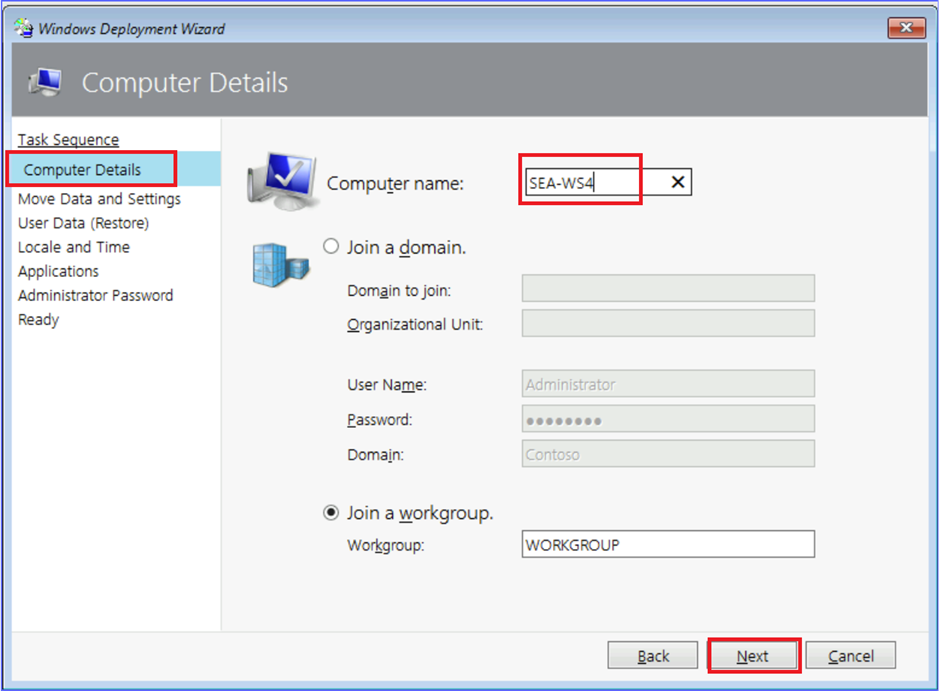 Windows Deployment Wizard
Computer Details
Task Sequence
Computer Details
Move Data and Settings
User Data (Restore)
Locale and Time
Applications
Administrator Password
Ready
Computer name: SEA-WS4
Join a domain.
Domain to join:
Organizational Unit:
User Name: Administrator
Password: ●●●●●●●●
Domain: Contoso
Join a workgroup.
Workgroup: WORKGROUP
Back Next Cancel